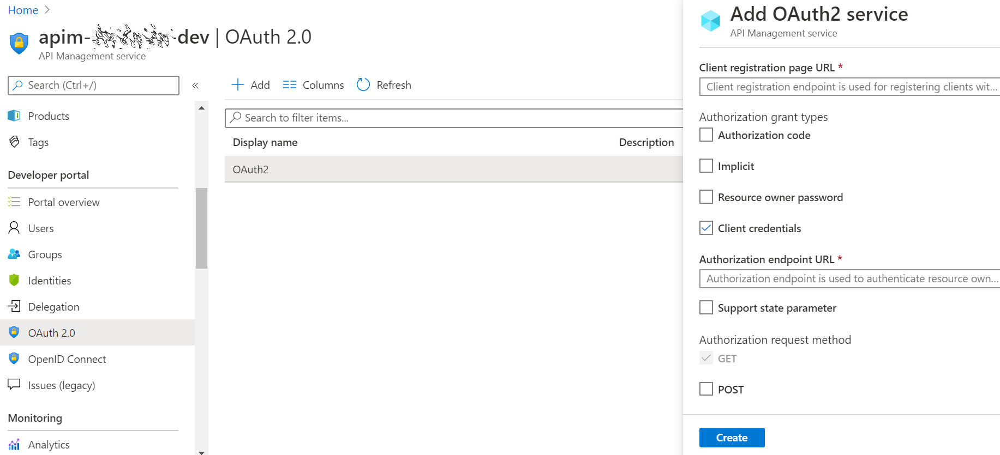 Home
apim- -dev | OAuth 2.0
API Management service
Search (Ctrl+/)
«
Products
Tags
Developer portal
Portal overview
Users
Groups
Identities
Delegation
OAuth 2.0
OpenID Connect
Issues (legacy)
Monitoring
Analytics
Add
Columns
Refresh
Search to filter items...
Display name Description
OAuth2
Add OAuth2 service
API Management service
Client registration page URL *
Client registration endpoint is used for registering clients wit...
Authorization grant types
Authorization code
Implicit
Resource owner password
Client credentials
Authorization endpoint URL *
Authorization endpoint is used to authenticate resource own...
Support state parameter
Authorization request method
GET
POST
Create